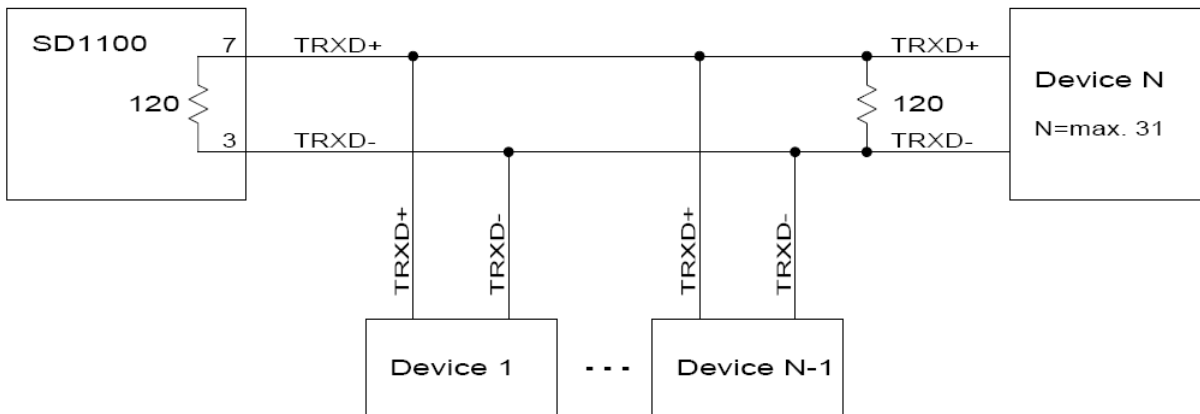 SD1100
7
TRXD+
TRXD+
120
120
3
TRXD-
TRXD-
Device N
N=max. 31
TRXD+
TRXD-
TRXD+
TRXD-
Device 1
- - -
Device N-1